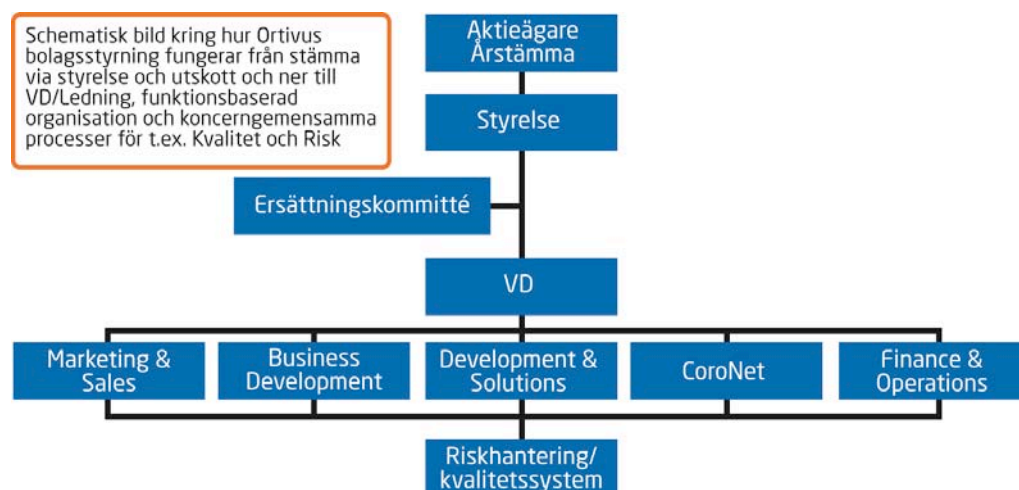 Schematisk bild kring hur Ortivus
bolagsstyrning fungerar från stämma
via styrelse och utskott och ner till
VD/Ledning, funktionsbaserad
organisation och koncerngemensamma
processer för t.ex. Kvalitet och Risk
Aktieägare
Årstämma
Styrelse
Ersättningskommitté
VD
Marketing &
Sales
Business
Development
Development &
Solutions
CoroNet
Finance &
Operations
Riskhantering/
kvalitetssystem